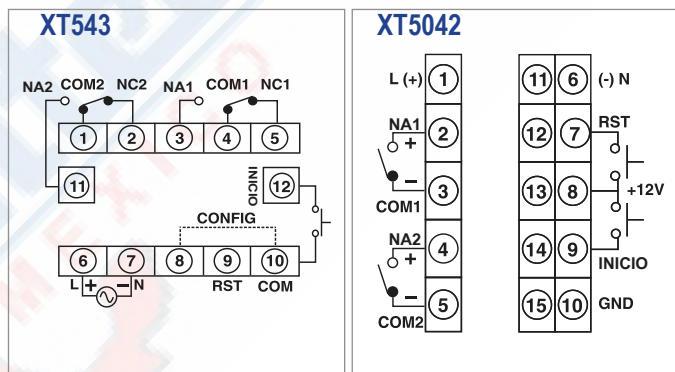 XT543
NA2 COM2 NC2 NA1 COM1 NC1
1 2 3 4 5
11
INICIO
12
CONFIG
6 7 8 9 10
L + − N RST COM
XT5042
L (+) 1
NA1 2
+
−
3
COM1
NA2 4
+
−
5
COM2
11 6 (-) N
RST
12 7
13 8 +12V
14 9
INICIO
15 10 GND
MEXICO